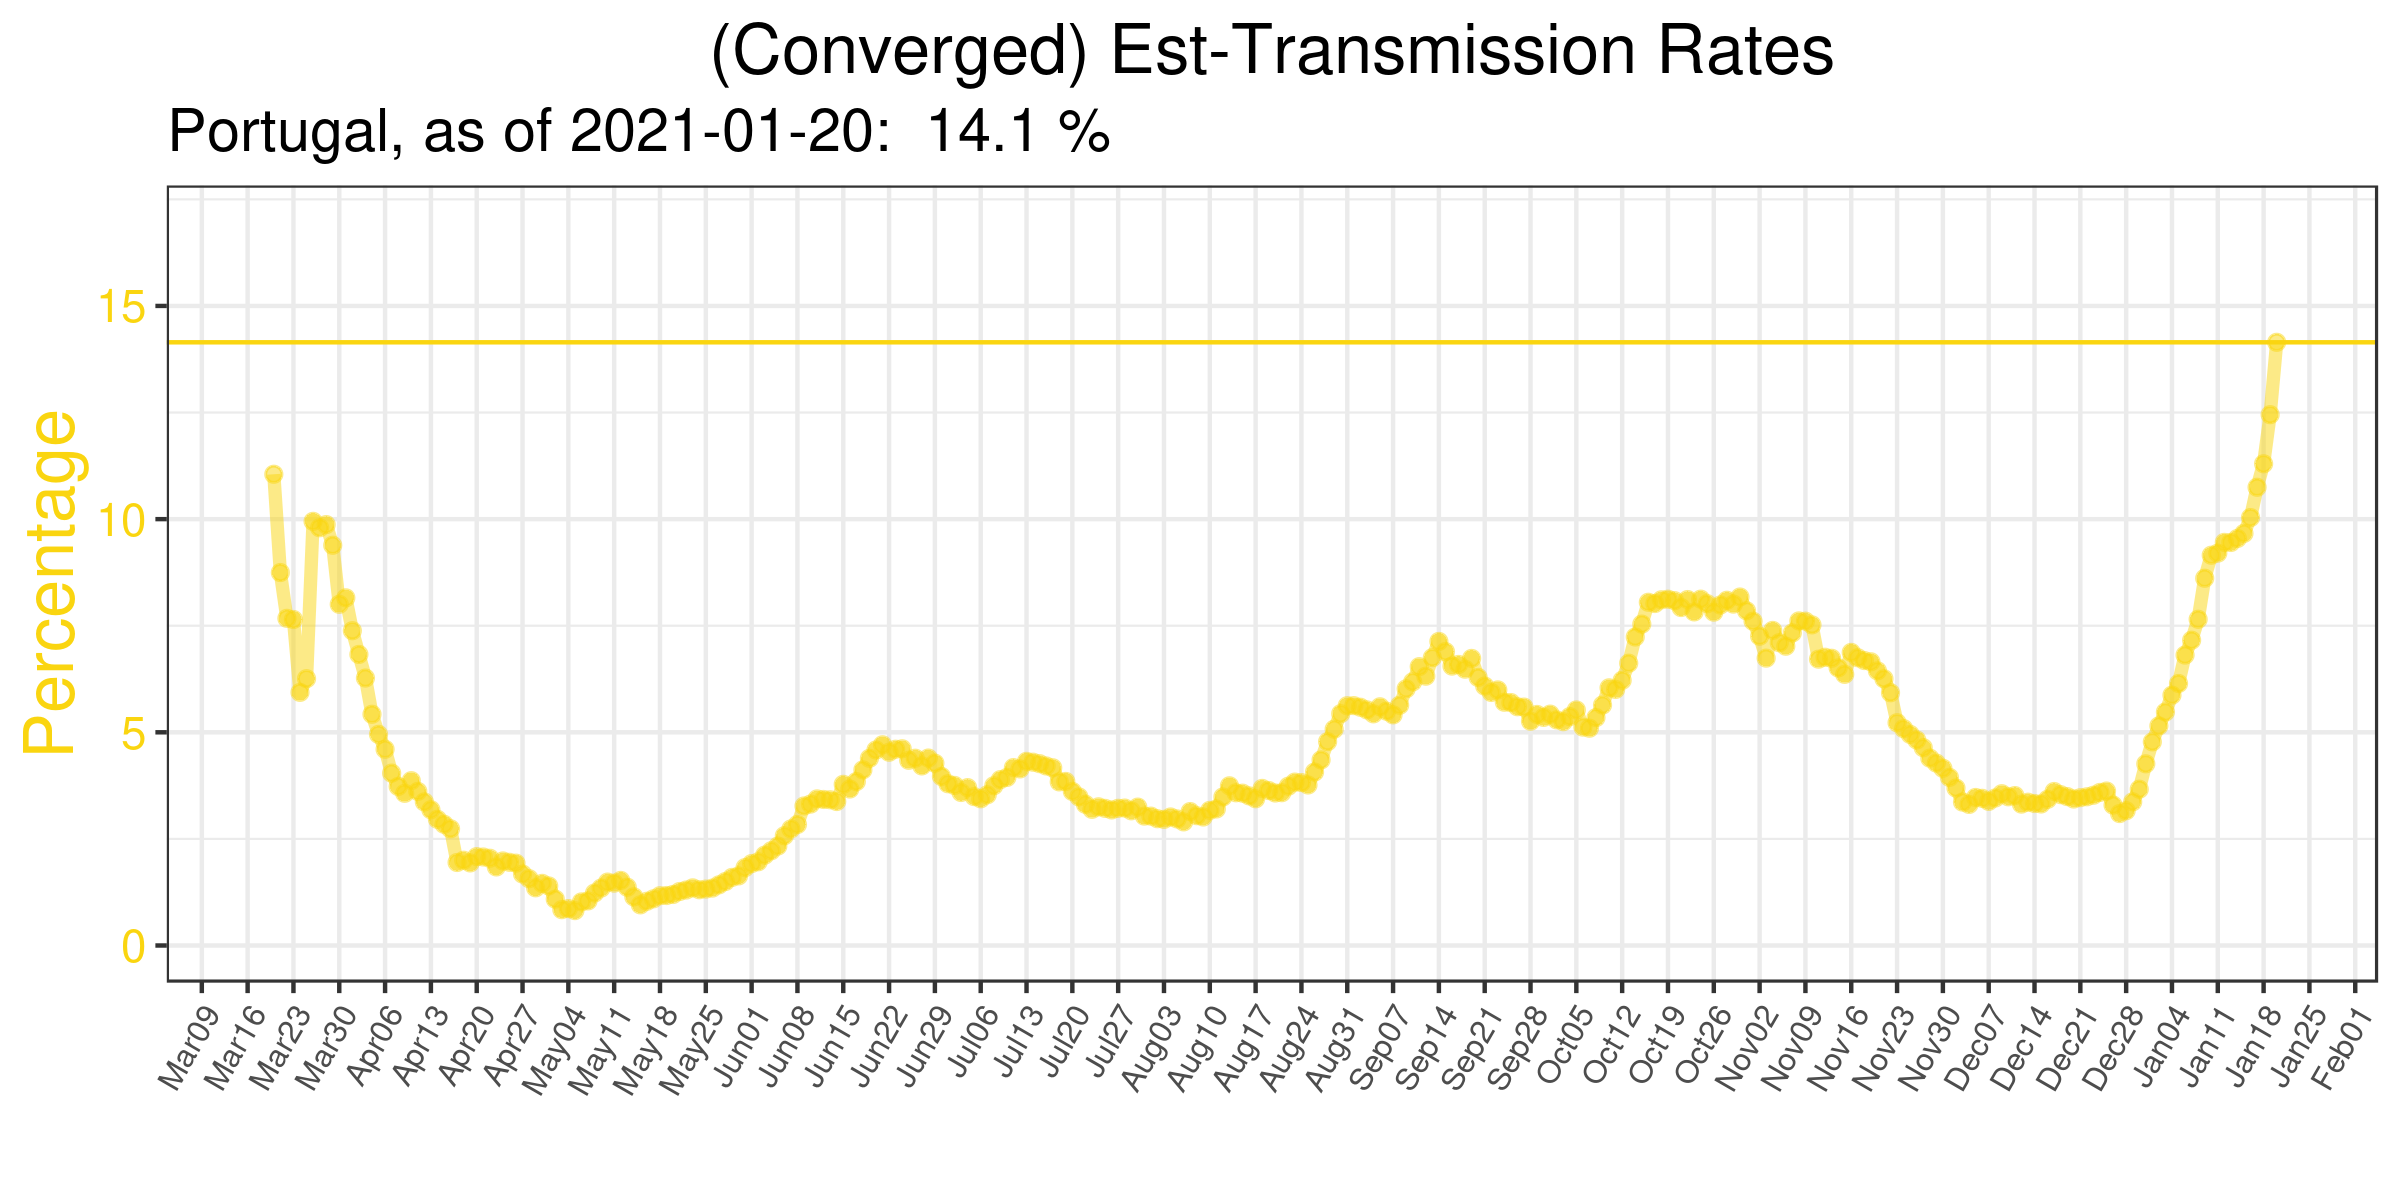 (Converged) Est-Transmission Rates
Portugal, as of 2021-01-20:  14.1 %
Percentage
15
10
5
0
Mar09
Mar16
Mar23
Mar30
Apr06
Apr13
Apr20
Apr27
May04
May11
May18
May25
Jun01
Jun08
Jun15
Jun22
Jun29
Jul06
Jul13
Jul20
Jul27
Aug03
Aug10
Aug17
Aug24
Aug31
Sep07
Sep14
Sep21
Sep28
Oct05
Oct12
Oct19
Oct26
Nov02
Nov09
Nov16
Nov23
Nov30
Dec07
Dec14
Dec21
Dec28
Jan04
Jan11
Jan18
Jan25
Feb01